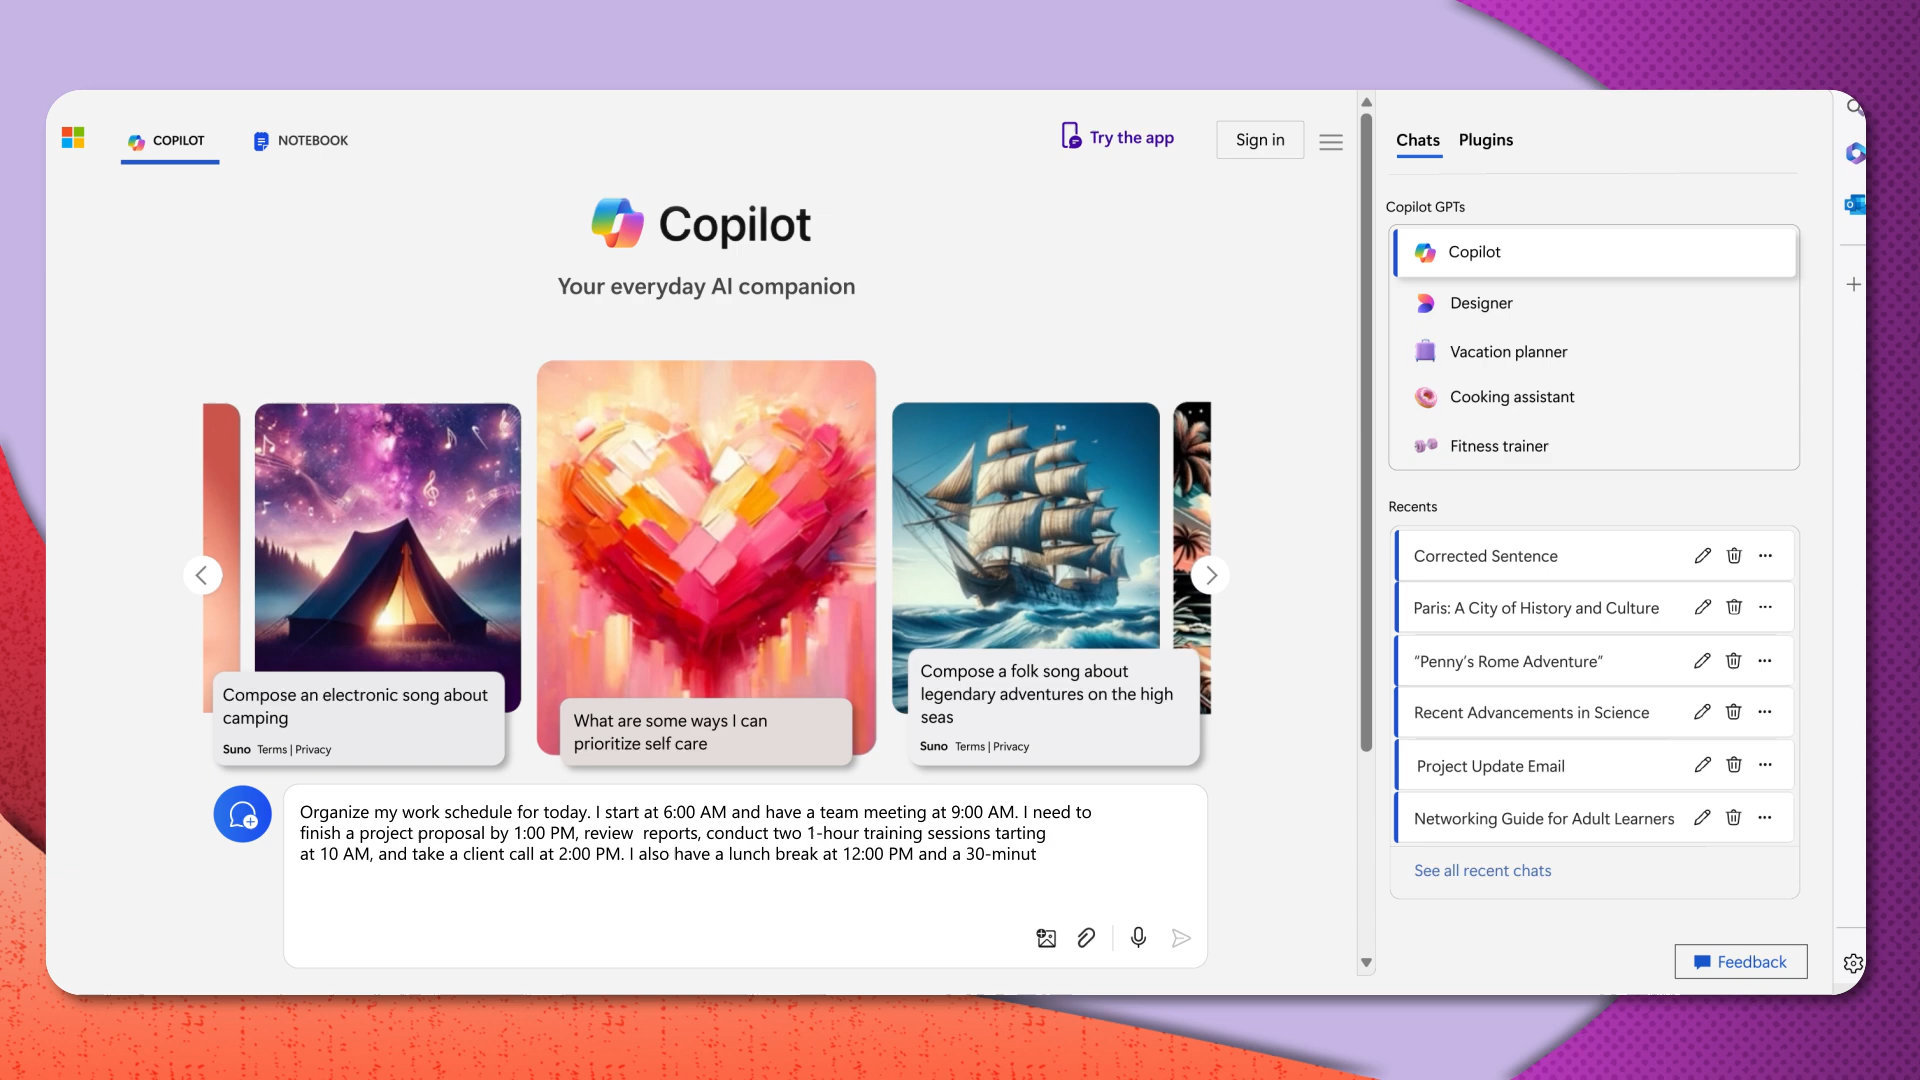 COPILOT
NOTEBOOK
Try the app
Sign in
Copilot
Your everyday AI companion
Compose an electronic song about
camping
Suno Terms | Privacy
What are some ways I can
prioritize self care
Compose a folk song about
legendary adventures on the high
seas
Suno Terms | Privacy
Organize my work schedule for today. I start at 6:00 AM and have a team meeting at 9:00 AM. I need to
finish a project proposal by 1:00 PM, review  reports, conduct two 1-hour training sessions tarting
at 10 AM, and take a client call at 2:00 PM. I also have a lunch break at 12:00 PM and a 30-minut
Chats Plugins
Copilot GPTs
Copilot
Designer
Vacation planner
Cooking assistant
Fitness trainer
Recents
Corrected Sentence
Paris: A City of History and Culture
“Penny’s Rome Adventure”
Recent Advancements in Science
Project Update Email
Networking Guide for Adult Learners
See all recent chats
Feedback